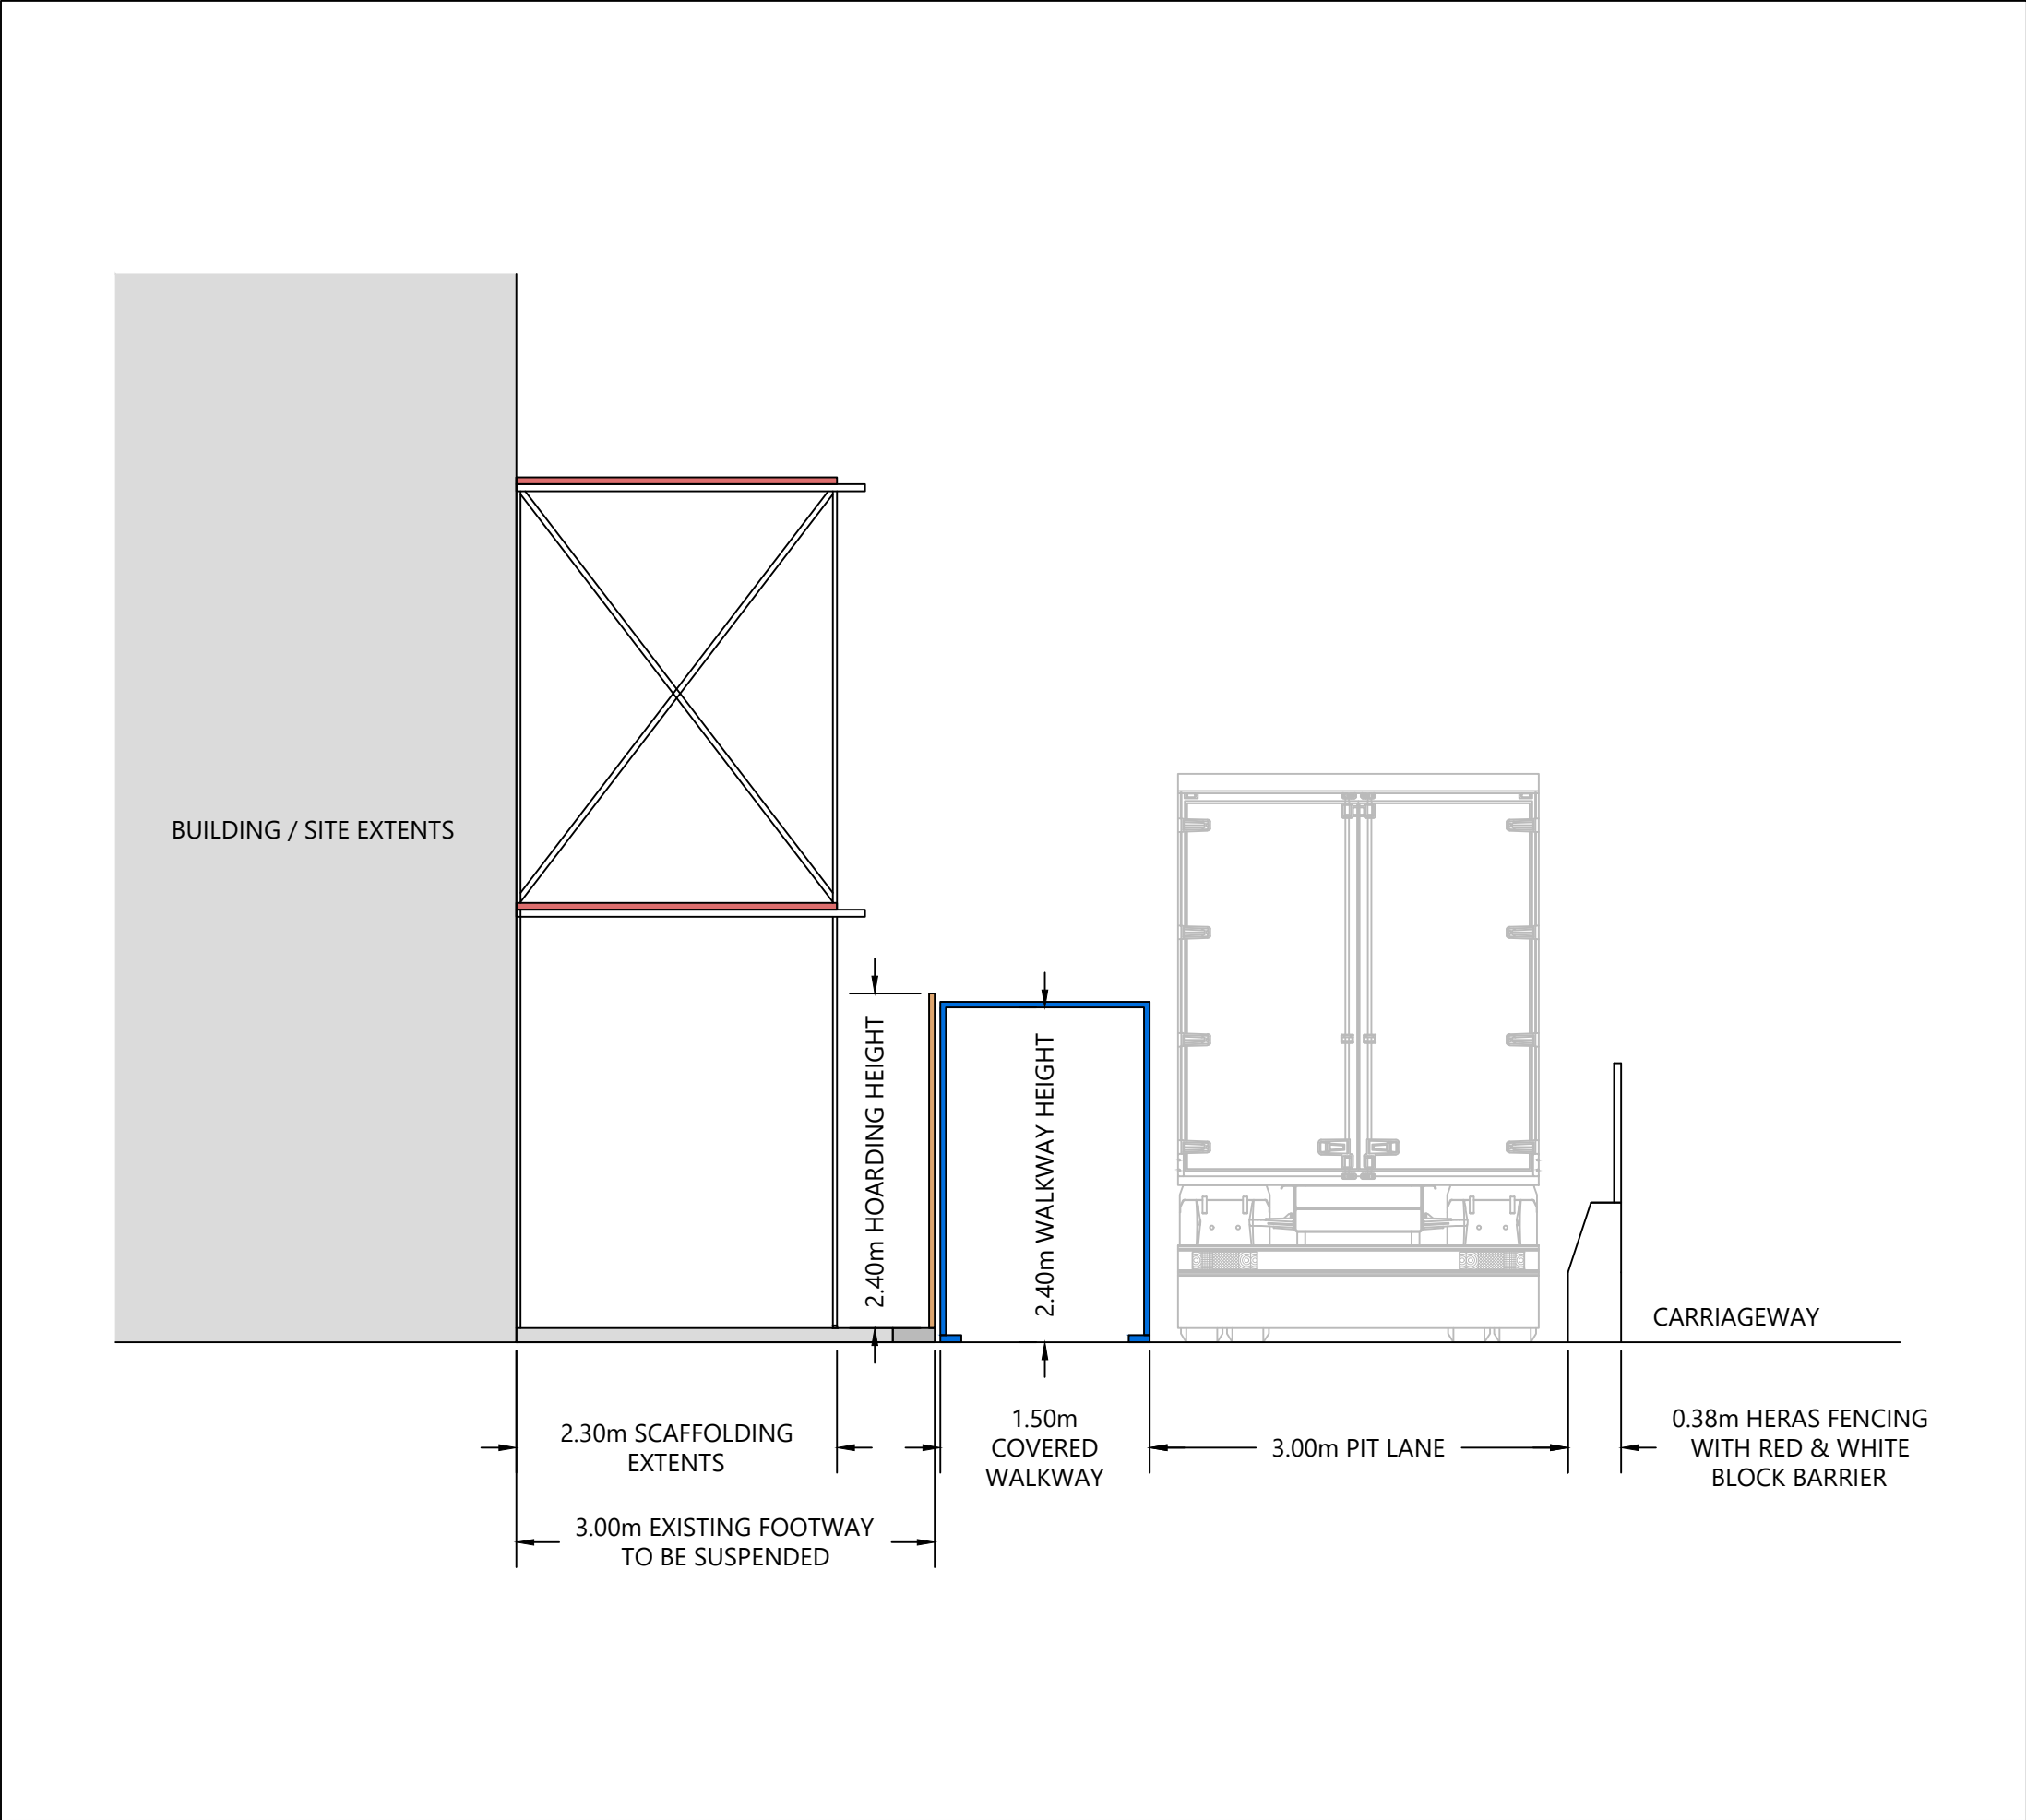 BUILDING / SITE EXTENTS
2.40m HOARDING HEIGHT
2.40m WALKWAY HEIGHT
CARRIAGEWAY
2.30m SCAFFOLDING
EXTENTS
1.50m
COVERED
WALKWAY
3.00m PIT LANE
0.38m HERAS FENCING
WITH RED & WHITE
BLOCK BARRIER
3.00m EXISTING FOOTWAY
TO BE SUSPENDED